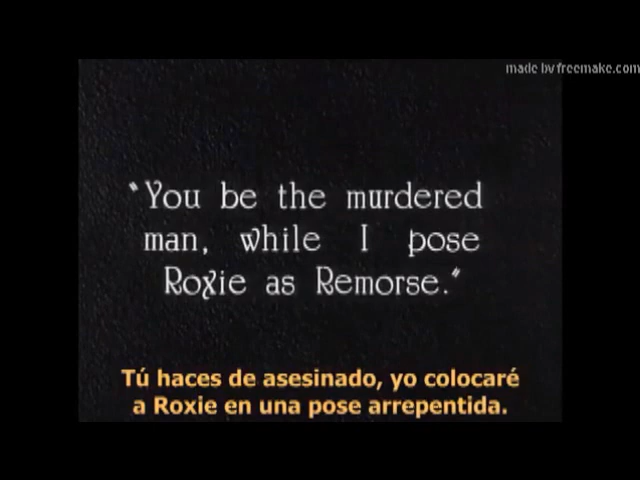 made by freemake.com
"You be the murdered
man, while I pose
Roxie as Remorse."
Tú haces de asesinado, yo colocaré
a Roxie en una pose arrepentida.